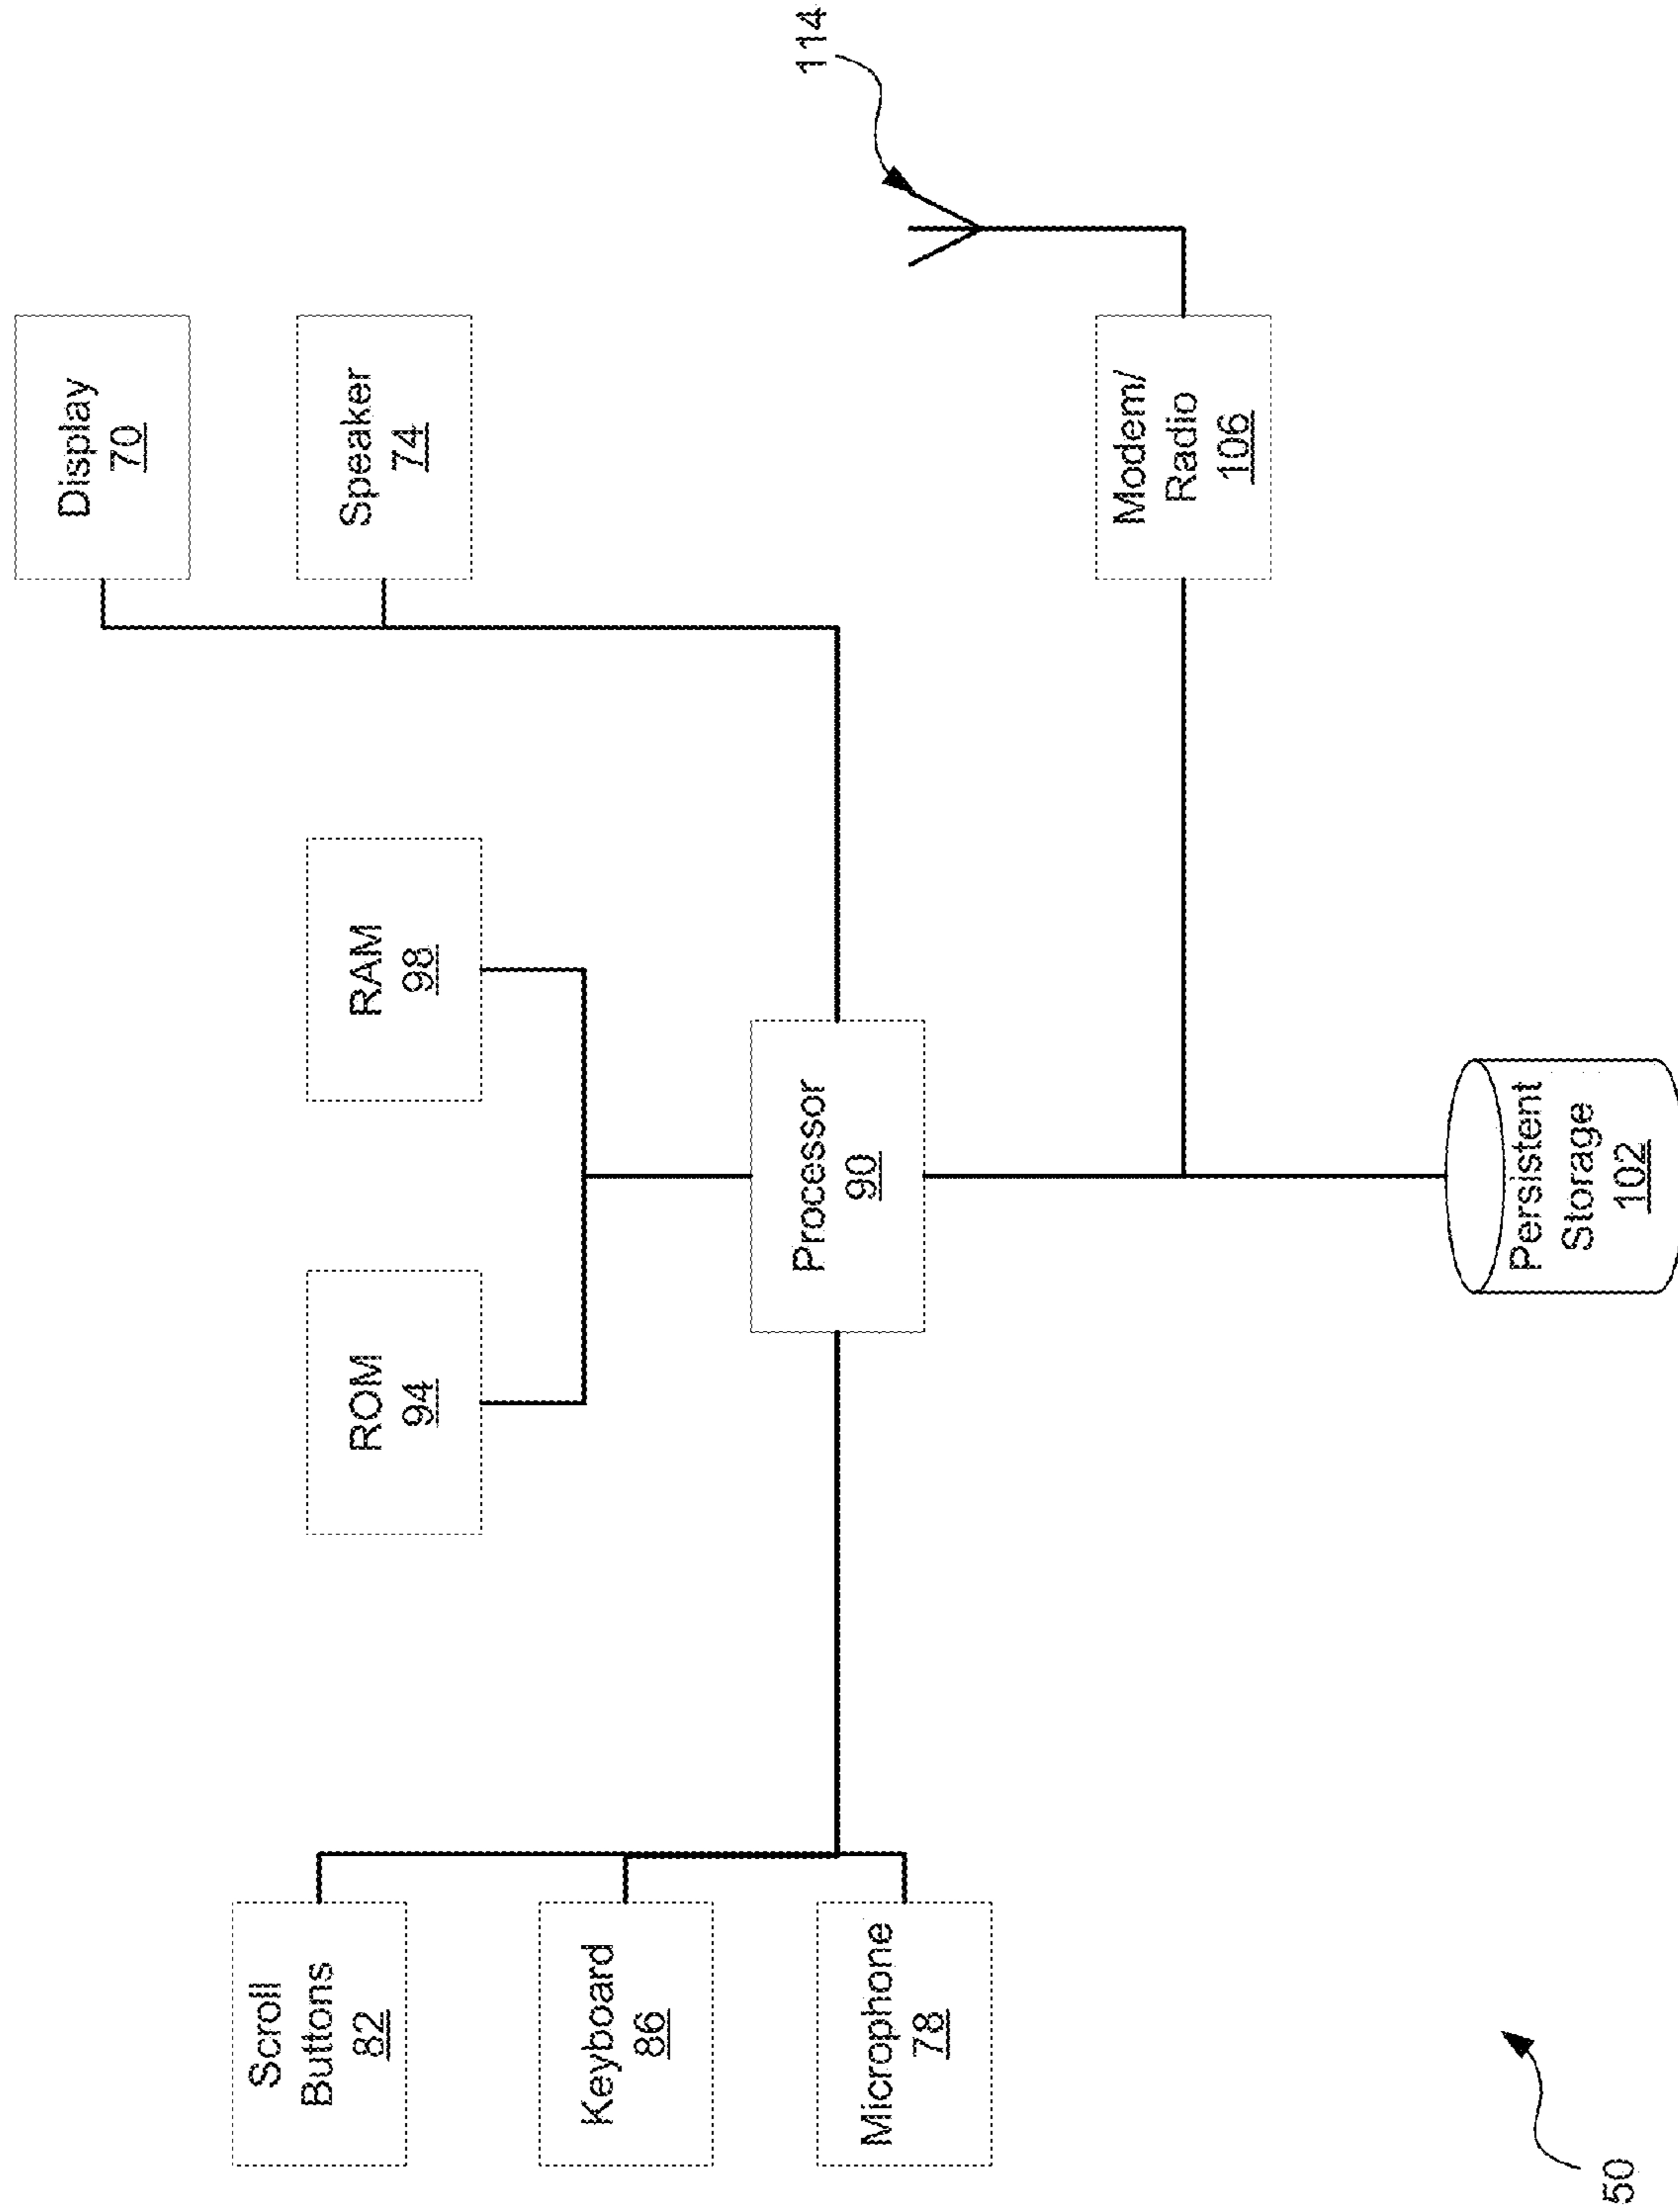 Scroll
Buttons
82
Keyboard
86
Microphone
78
ROM
94
RAM
98
Processor
90
Display
70
Speaker
74
Modem/
Radio
106
114
Persistent
Storage
102
50